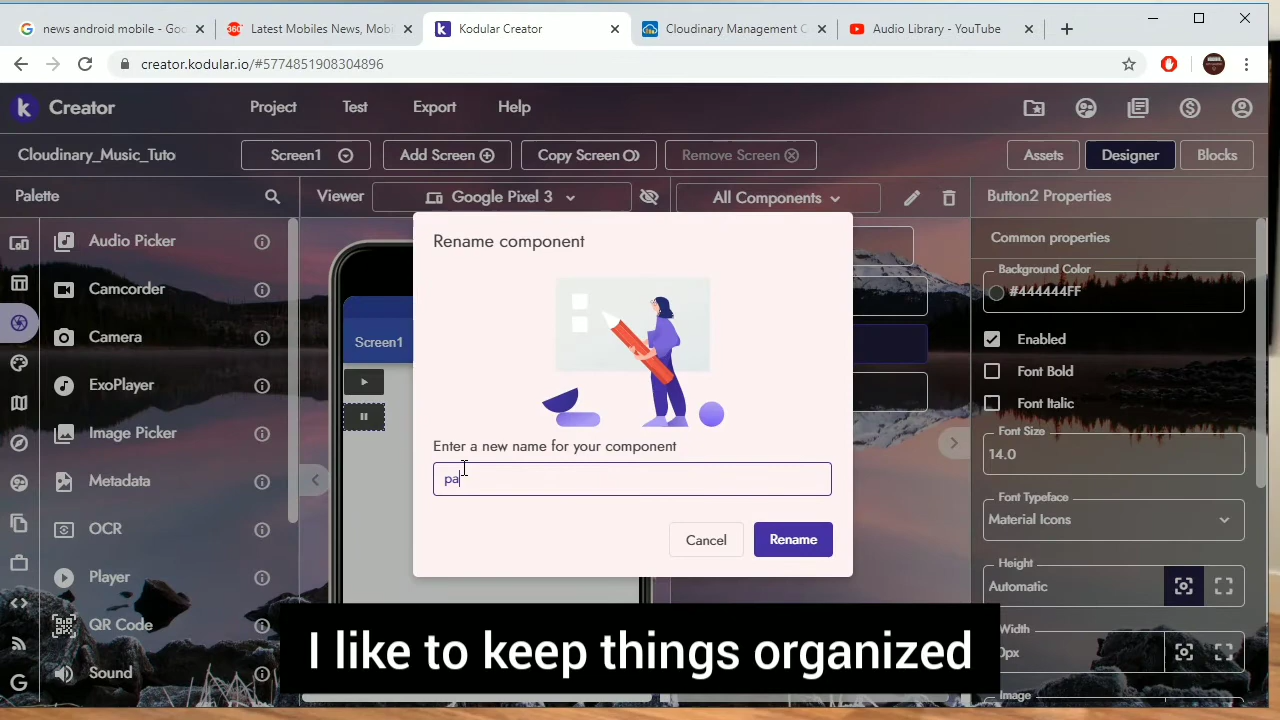 news android mobile - Goo
Latest Mobiles News, Mobi
Kodular Creator
Cloudinary Management C
Audio Library - YouTube
creator.kodular.io/#5774851908304896
Creator
Project
Test
Export
Help
Cloudinary_Music_Tuto
Screen1
Add Screen
Copy Screen
Remove Screen
Assets
Designer
Blocks
Palette
Viewer
Google Pixel 3
All Components
Button2 Properties
Audio Picker
Camcorder
Camera
ExoPlayer
Image Picker
Metadata
OCR
Player
QR Code
Sound
Screen1
Rename component
Enter a new name for your component
pa
Cancel
Rename
Common properties
Background Color
#444444FF
Enabled
Font Bold
Font Italic
Font Size
14.0
Font Typeface
Material Icons
Height
Automatic
Width
0px
Image
I like to keep things organized